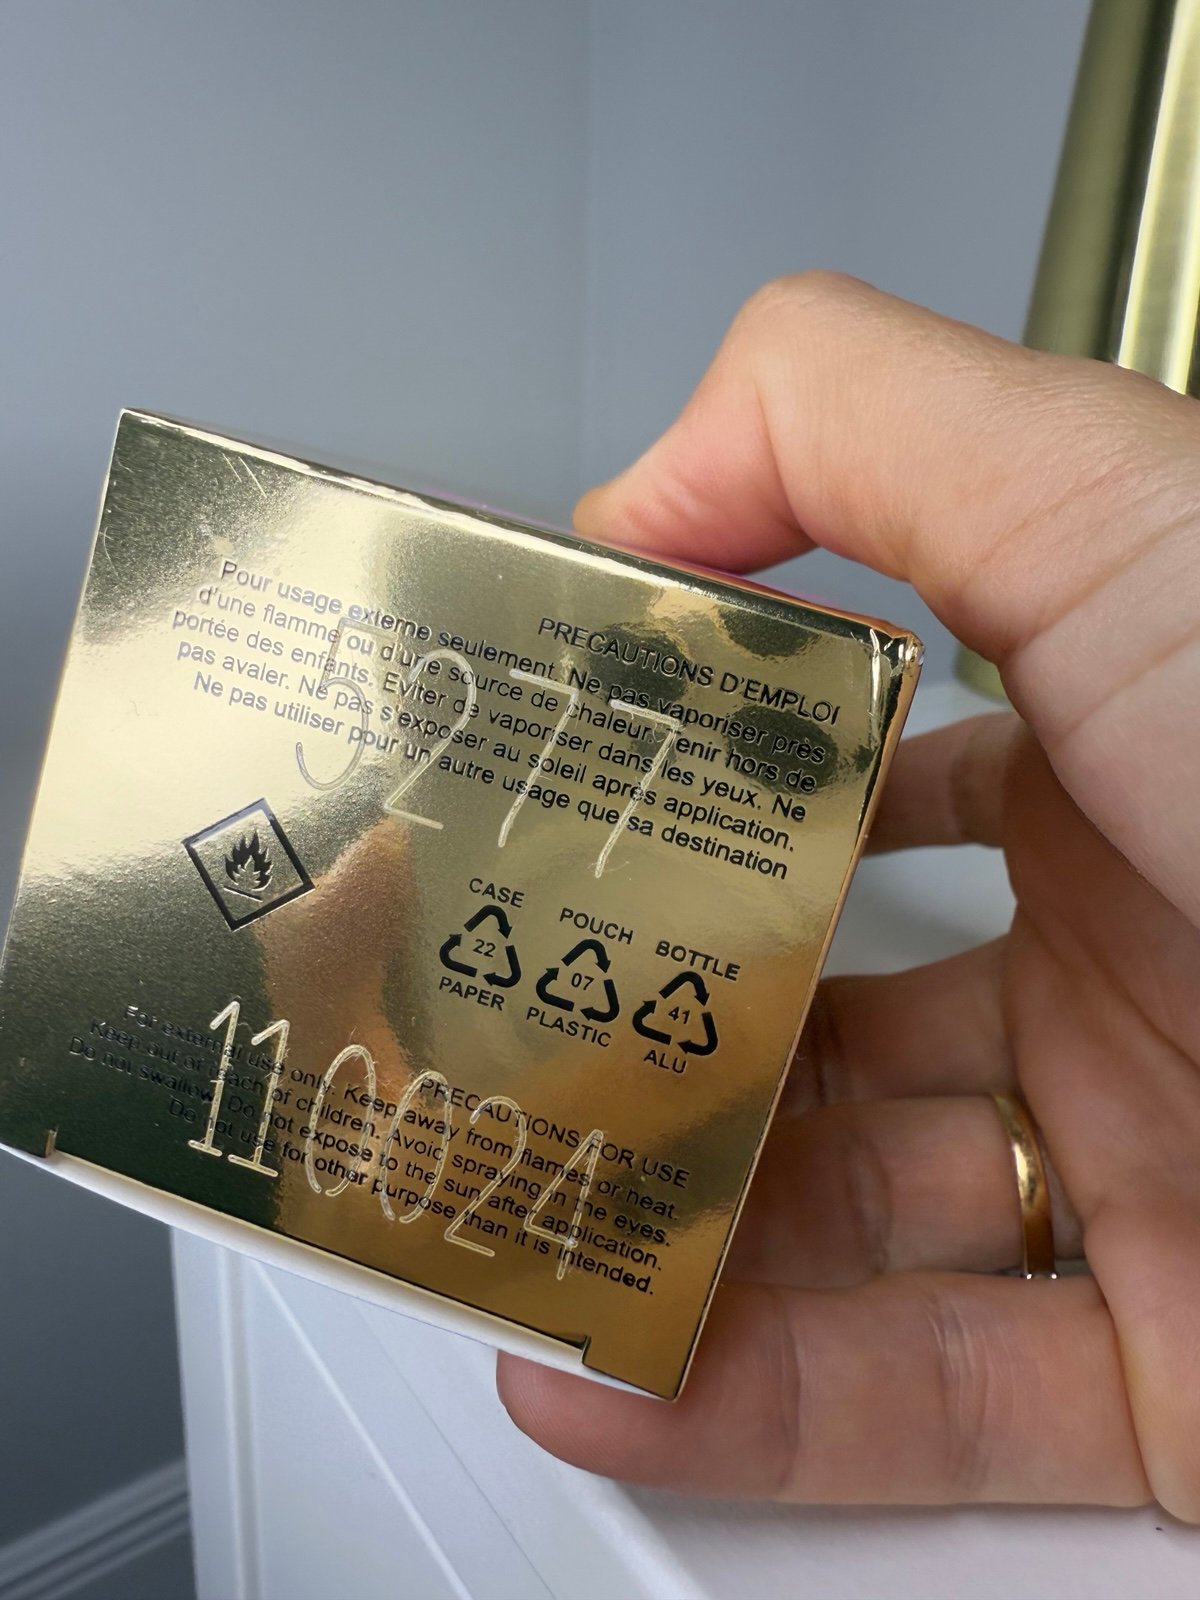 PRECAUTIONS D'EMPLOI
Pour usage externe seulement. Ne pas vaporiser près
d'une flamme ou d'une source de chaleur. Tenir hors de
portée des enfants. Eviter de vaporiser dans les yeux. Ne
pas avaler. Ne pas s'exposer au soleil après application.
Ne pas utiliser pour un autre usage que sa destination
5277
CASE POUCH BOTTLE
22 07 41
PAPER PLASTIC ALU
PRECAUTIONS FOR USE
For external use only. Keep away from flames or heat.
Keep out of reach of children. Avoid spraying in the eyes.
Do not swallow. Do not expose to the sun after application.
Do not use for other purpose than it is intended.
110024